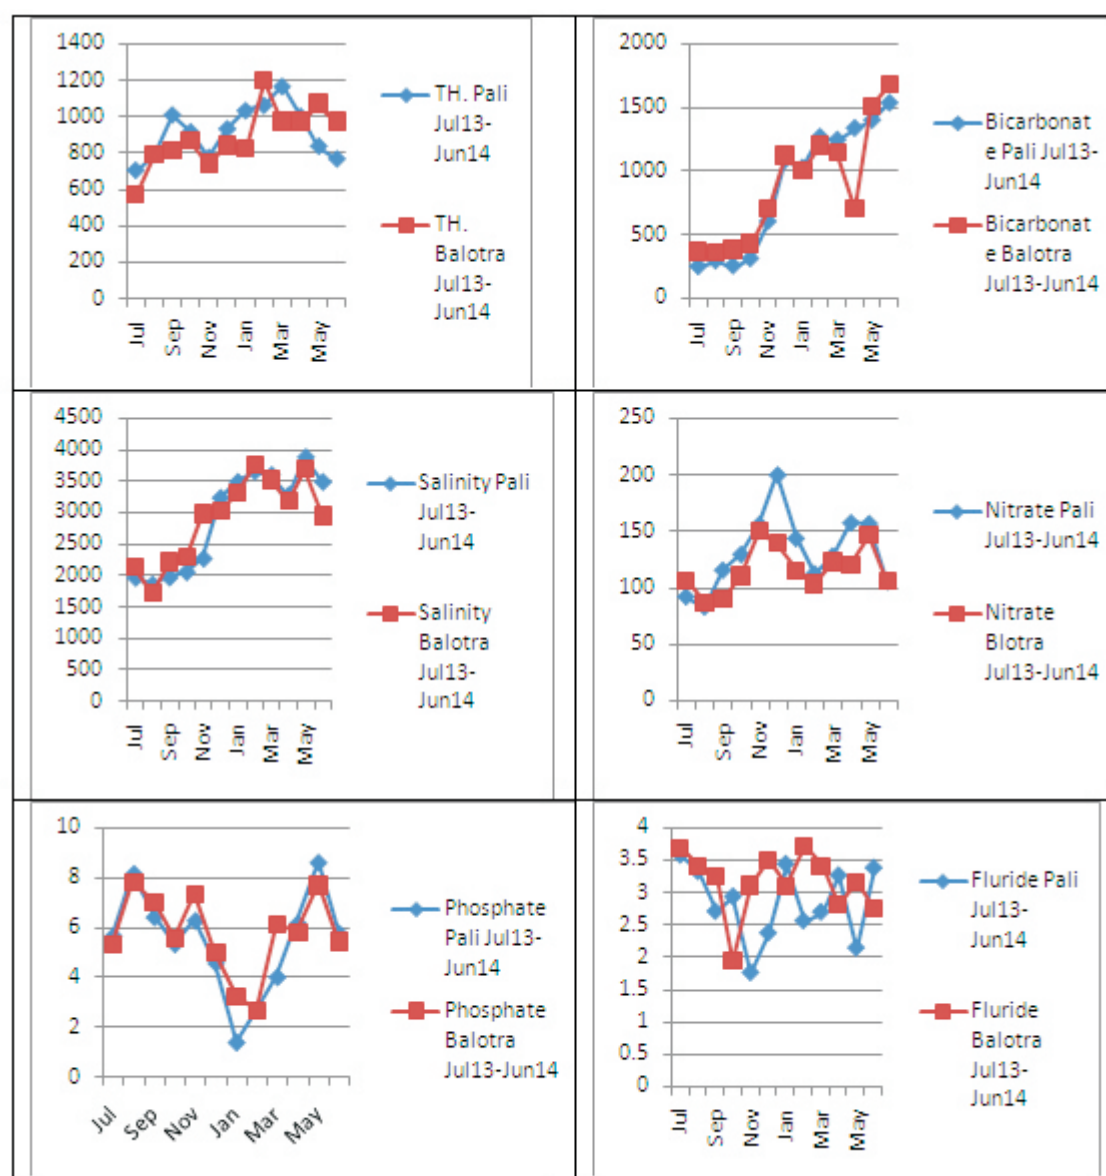 1400
1200
1000
800
600
400
200
0
Jul
Sep
Nov
Jan
Mar
May
TH. Pali
Jul13-
Jun14
TH.
Balotra
Jul13-
Jun14
2000
1500
1000
500
0
Jul
Sep
Nov
Jan
Mar
May
Bicarbonat
e Pali Jul13-
Jun14
Bicarbonat
e Balotra
Jul13-Jun14
4500
4000
3500
3000
2500
2000
1500
1000
500
0
Jul
Sep
Nov
Jan
Mar
May
Salinity Pali
Jul13-
Jun14
Salinity
Balotra
Jul13-
Jun14
250
200
150
100
50
0
Jul
Sep
Nov
Jan
Mar
May
Nitrate Pali
Jul13-Jun14
Nitrate
Blotra
Jul13-Jun14
10
8
6
4
2
0
Jul
Sep
Nov
Jan
Mar
May
Phosphate
Pali Jul13-
Jun14
Phosphate
Balotra
Jul13-Jun14
4
3.5
3
2.5
2
1.5
1
0.5
0
Jul
Sep
Nov
Jan
Mar
May
Fluride Pali
Jul13-
Jun14
Fluride
Balotra
Jul13-
Jun14